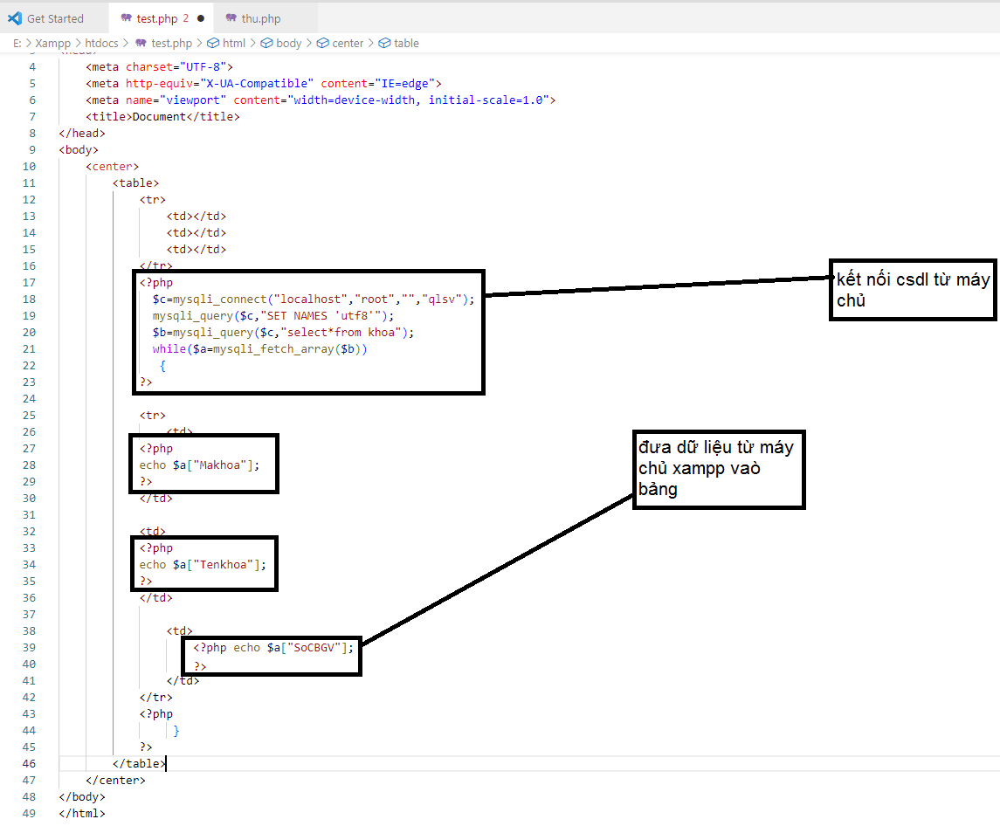 Get Started test.php 2 thu.php
E: > Xampp > htdocs > test.php > html > body > center > table
3 <head>
4 <meta charset="UTF-8">
5 <meta http-equiv="X-UA-Compatible" content="IE=edge">
6 <meta name="viewport" content="width=device-width, initial-scale=1.0">
7 <title>Document</title>
8 </head>
9 <body>
10 <center>
11 <table>
12 <tr>
13 <td></td>
14 <td></td>
15 <td></td>
16 </tr>
17 <?php
18 $c=mysqli_connect("localhost","root","","qlsv");
19 mysqli_query($c,"SET NAMES 'utf8'");
20 $b=mysqli_query($c,"select*from khoa");
21 while($a=mysqli_fetch_array($b))
22 {
23 ?>
24
25 <tr>
26 <td>
27 <?php
28 echo $a["Makhoa"];
29 ?>
30 </td>
31
32 <td>
33 <?php
34 echo $a["Tenkhoa"];
35 ?>
36 </td>
37
38 <td>
39 <?php echo $a["SoCBGV"];
40 ?>
41 </td>
42 </tr>
43 <?php
44 }
45 ?>
46 </table>
47 </center>
48 </body>
49 </html>
kết nối csdl từ máy
chủ
đưa dữ liệu từ máy
chủ xampp vaò
bảng